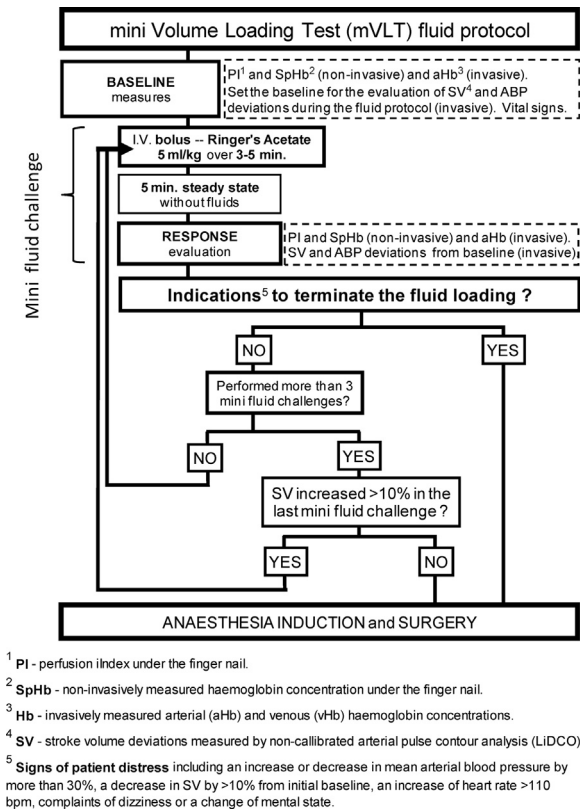 mini Volume Loading Test (mVLT) fluid protocol
BASELINE
measures
PI1 and SpHb2 (non-invasive) and aHb3 (invasive).
Set the baseline for the evaluation of SV4 and ABP
deviations during the fluid protocol (invasive). Vital signs.
Mini fluid challenge
I.V. bolus -- Ringer's Acetate
5 ml/kg over 3-5 min.
5 min. steady state
without fluids
RESPONSE
evaluation
PI and SpHb (non-invasive) and aHb (invasive).
SV and ABP deviations from baseline (invasive)
Indications5 to terminate the fluid loading ?
NO
YES
Performed more than 3
mini fluid challenges?
NO
YES
SV increased >10% in the
last mini fluid challenge ?
YES
NO
ANAESTHESIA INDUCTION and SURGERY
1 PI - perfusion iIndex under the finger nail.
2 SpHb - non-invasively measured haemoglobin concentration under the finger nail.
3 Hb - invasively measured arterial (aHb) and venous (vHb) haemoglobin concentrations.
4 SV - stroke volume deviations measured by non-callibrated arterial pulse contour analysis (LiDCO)
5 Signs of patient distress including an increase or decrease in mean arterial blood pressure by
more than 30%, a decrease in SV by >10% from initial baseline, an increase of heart rate >110
bpm, complaints of dizziness or a change of mental state.